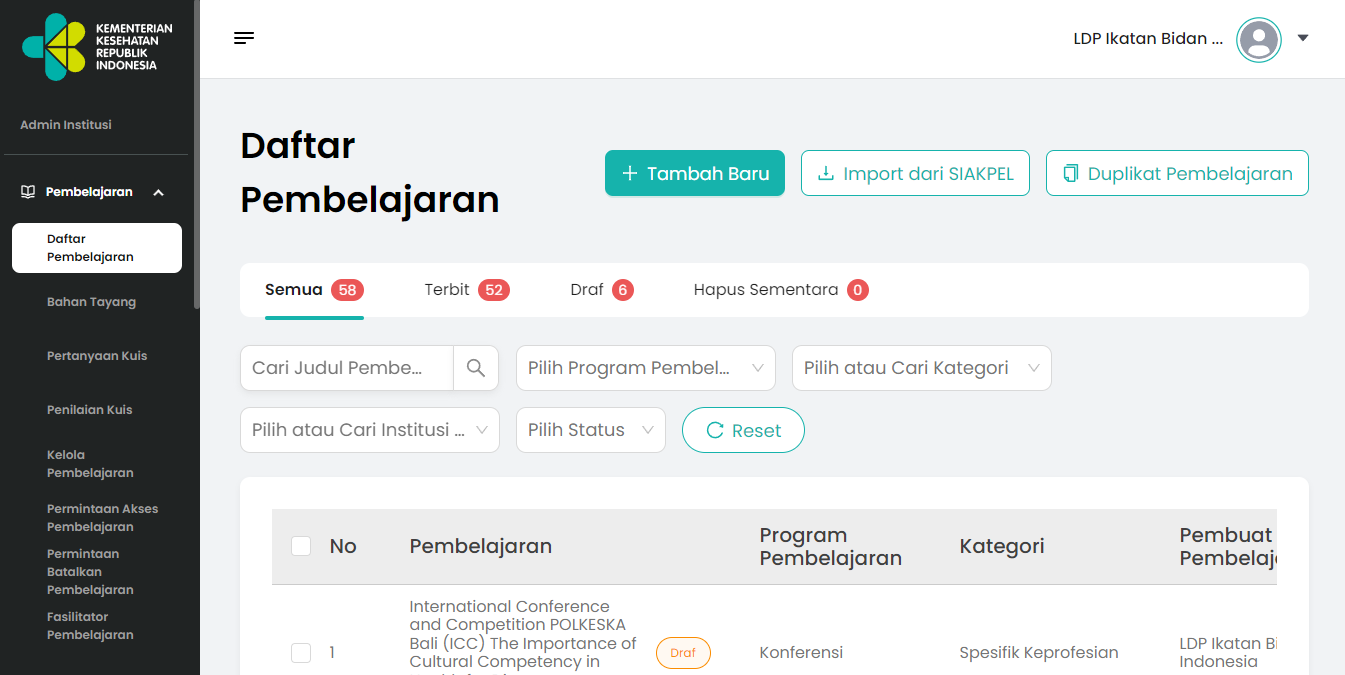 KEMENTERIAN
KESEHATAN
REPUBLIK
INDONESIA
LDP Ikatan Bidan ...
Admin Institusi
Pembelajaran
Daftar
Pembelajaran
Bahan Tayang
Pertanyaan Kuis
Penilaian Kuis
Kelola
Pembelajaran
Permintaan Akses
Pembelajaran
Permintaan
Batalkan
Pembelajaran
Fasilitator
Pembelajaran
Daftar
Pembelajaran
Tambah Baru
Import dari SIAKPEL
Duplikat Pembelajaran
Semua 58 Terbit 52 Draf 6 Hapus Sementara 0
Cari Judul Pembe... Pilih Program Pembel... Pilih atau Cari Kategori
Pilih atau Cari Institusi ... Pilih Status Reset
No Pembelajaran Program Pembelajaran Kategori Pembuat
International Conference
and Competition POLKESKA
Bali (ICC) The Importance of
Cultural Competency in
1 Draf Konferensi Spesifik Keprofesian LDP Ikatan
Indonesia